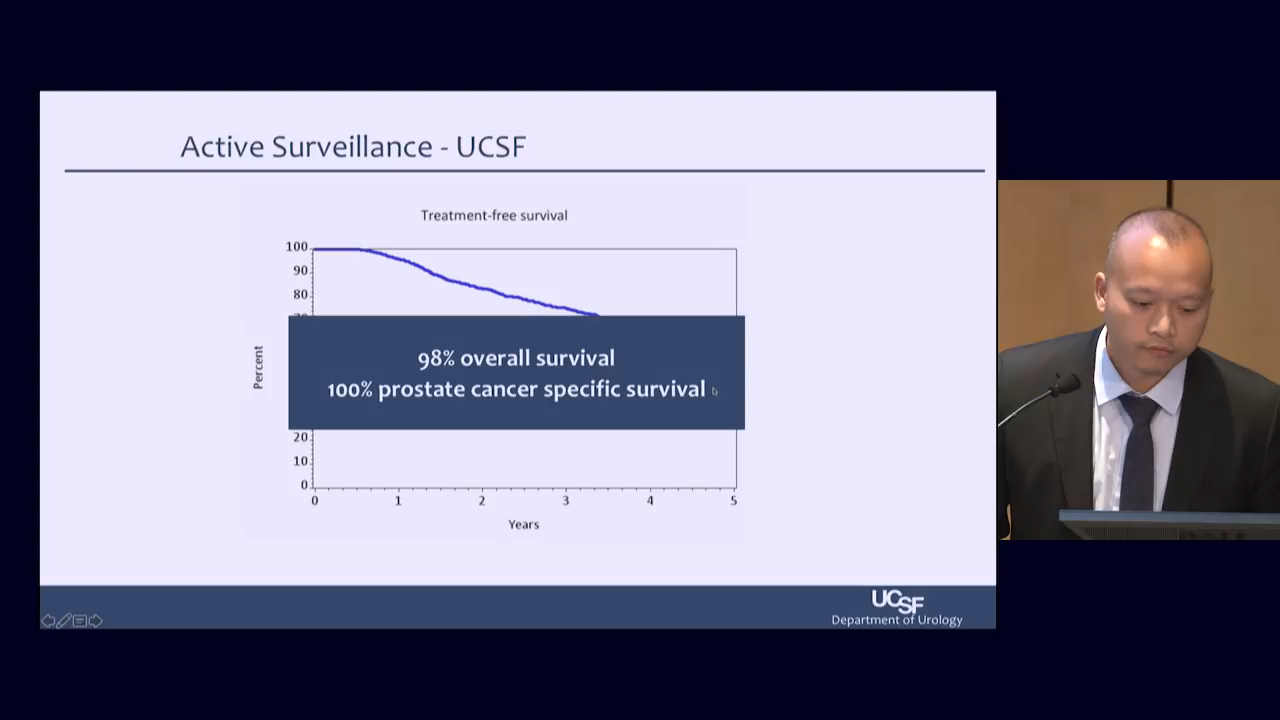 Active Surveillance - UCSF
Treatment-free survival
100
90
80
98% overall survival
100% prostate cancer specific survival
20
10
0
0 1 2 3 4 5
Percent
Years
UCSF
Department of Urology